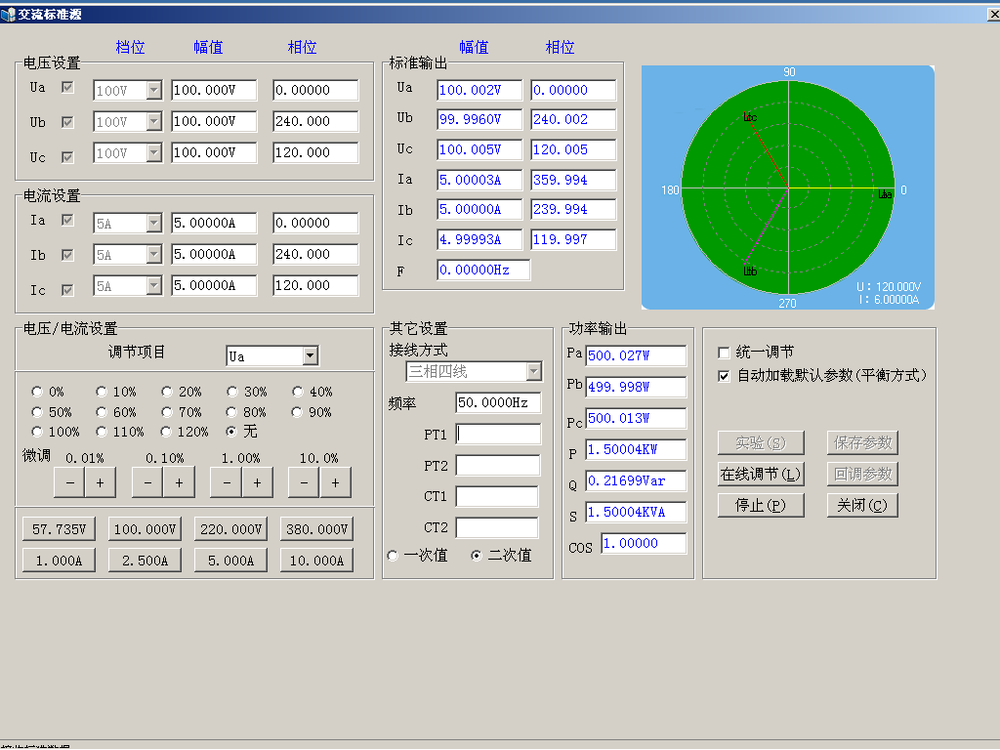 交流标准源
档位 幅值 相位
电压设置
Ua 100V 100.000V 0.00000
Ub 100V 100.000V 240.000
Uc 100V 100.000V 120.000
电流设置
Ia 5A 5.00000A 0.00000
Ib 5A 5.00000A 240.000
Ic 5A 5.00000A 120.000
幅值 相位
标准输出
Ua 100.002V 0.00000
Ub 99.9960V 240.002
Uc 100.005V 120.005
Ia 5.00003A 359.994
Ib 5.00000A 239.994
Ic 4.99993A 119.997
F 0.00000Hz
90
180
0
270
U：120.000V
I：6.00000A
电压/电流设置
调节项目 Ua
0% 10% 20% 30% 40%
50% 60% 70% 80% 90%
100% 110% 120% 无
微调 0.01% 0.10% 1.00% 10.0%
- + - + - + - +
57.735V 100.000V 220.000V 380.000V
1.000A 2.500A 5.000A 10.000A
其它设置
接线方式
三相四线
频率 50.0000Hz
PT1
PT2
CT1
CT2
一次值 二次值
功率输出
Pa 500.027W
Pb 499.998W
Pc 500.013W
P 1.50004KW
Q 0.21699Var
S 1.50004KVA
COS 1.00000
统一调节
自动加载默认参数(平衡方式)
实验(S) 保存参数
在线调节(L) 回调参数
停止(P) 关闭(C)